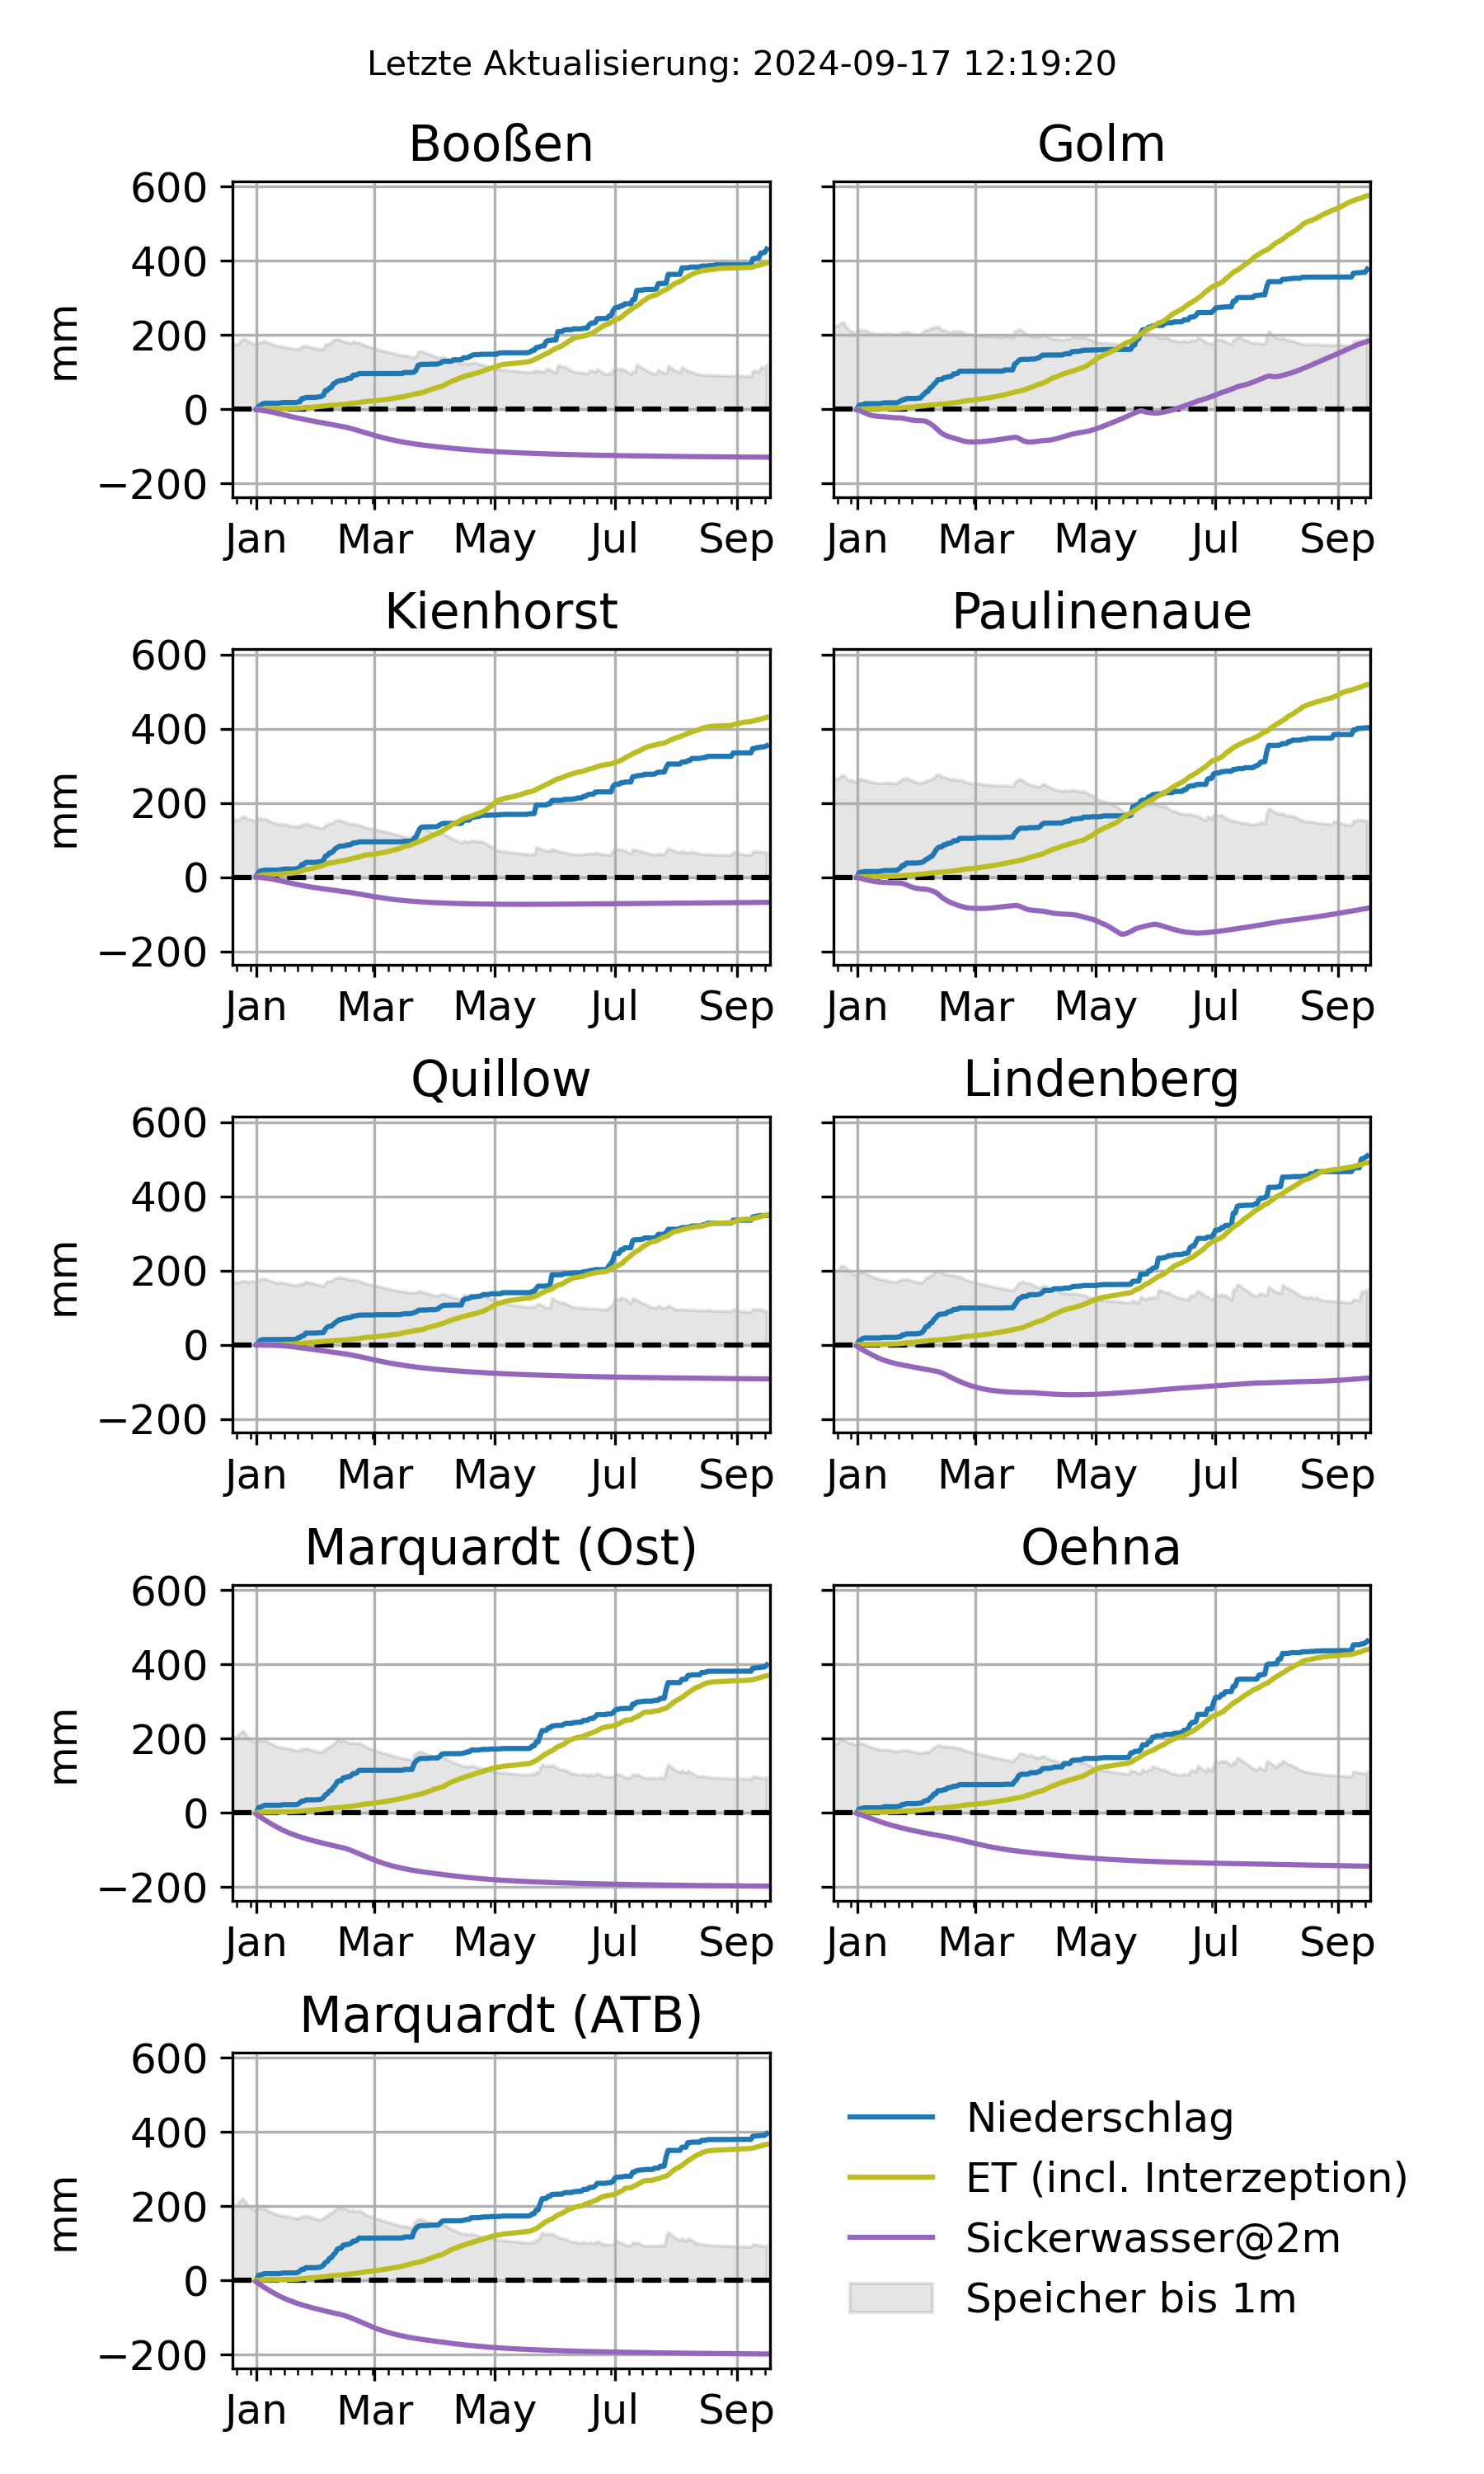 Letzte Aktualisierung: 2024-09-17 12:19:20
Booßen
Golm
600
400
200
0
−200
mm
Jan Mar May Jul Sep
Jan Mar May Jul Sep
Kienhorst
Paulinenaue
600
400
200
0
−200
mm
Jan Mar May Jul Sep
Jan Mar May Jul Sep
Quillow
Lindenberg
600
400
200
0
−200
mm
Jan Mar May Jul Sep
Jan Mar May Jul Sep
Marquardt (Ost)
Oehna
600
400
200
0
−200
mm
Jan Mar May Jul Sep
Jan Mar May Jul Sep
Marquardt (ATB)
600
400
200
0
−200
mm
Jan Mar May Jul Sep
Niederschlag
ET (incl. Interzeption)
Sickerwasser@2m
Speicher bis 1m